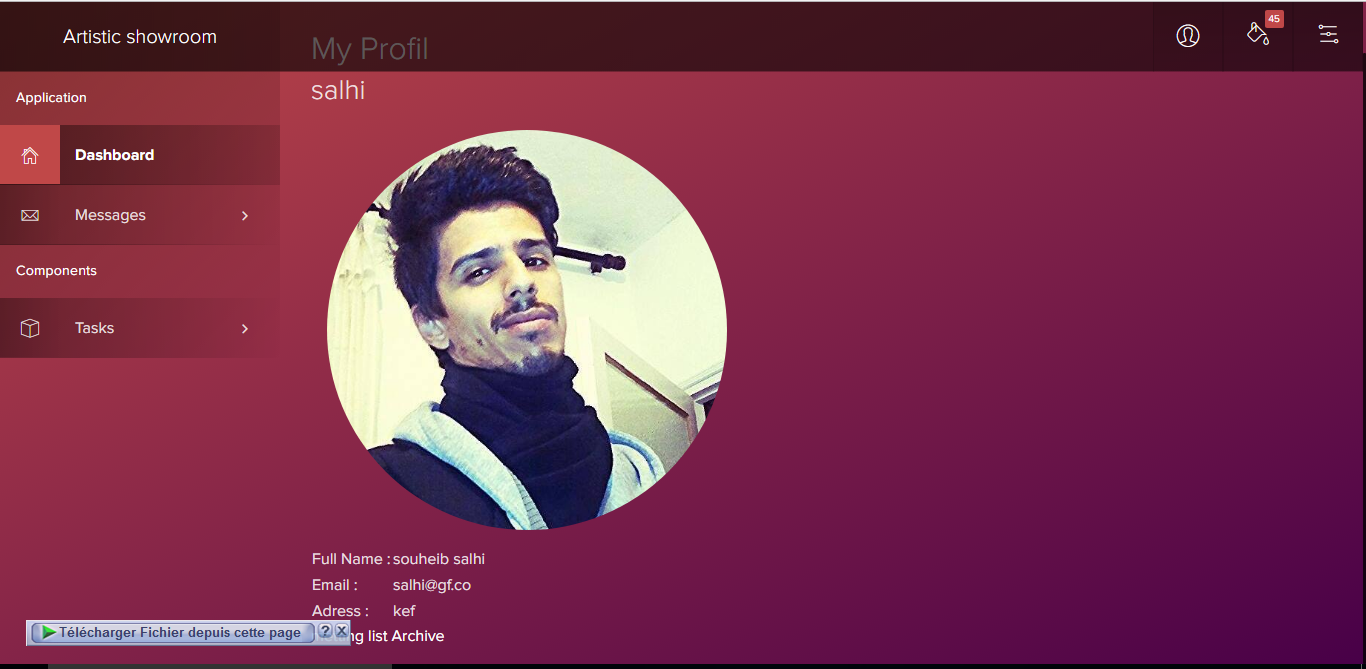 Artistic showroom
My Profil
45
salhi
Application
Dashboard
Messages
Components
Tasks
Full Name : souheib salhi
Email : salhi@gf.co
Adress : kef
Télécharger Fichier depuis cette page ? X
list Archive